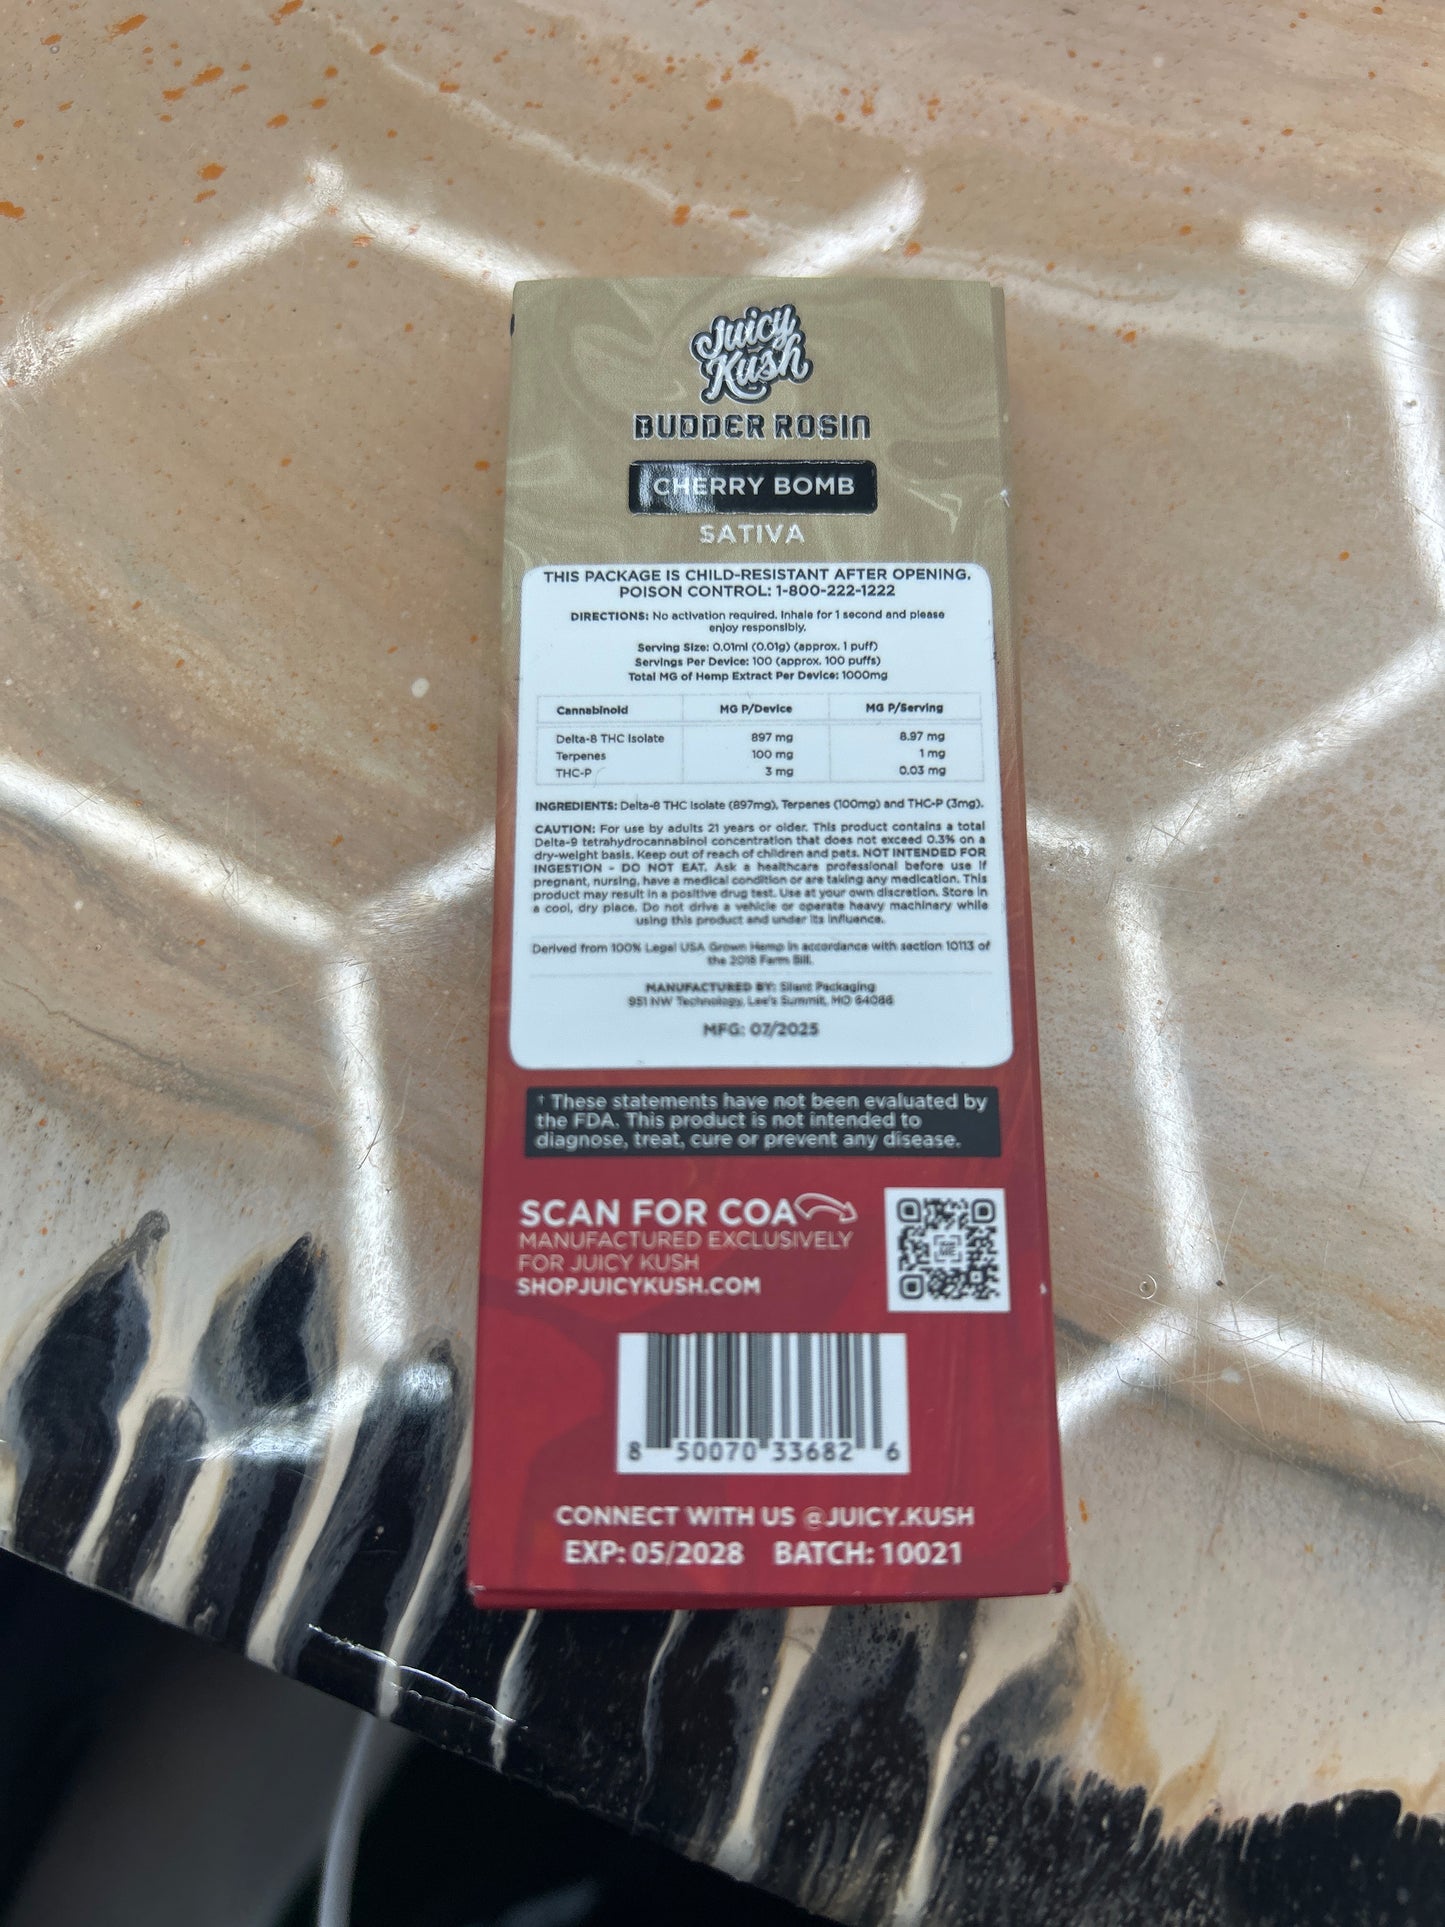 Juicy
Kush
BUDDER ROSIN
CHERRY BOMB
SATIVA
THIS PACKAGE IS CHILD-RESISTANT AFTER OPENING.
POISON CONTROL: 1-800-222-1222
DIRECTIONS: No activation required. Inhale for 1 second and please
enjoy responsibly.
Serving Size: 0.01ml (0.01g) (approx. 1 puff)
Servings Per Device: 100 (approx. 100 puffs)
Total MG of Hemp Extract Per Device: 1000mg
Cannabinoid MG P/Device MG P/Serving
Delta-8 THC Isolate 897 mg 8.97 mg
Terpenes 100 mg 1 mg
THC-P 3 mg 0.03 mg
INGREDIENTS: Delta-8 THC Isolate (897mg), Terpenes (100mg) and THC-P (3mg).
CAUTION: For use by adults 21 years or older. This product contains a total
Delta-9 tetrahydrocannabinol concentration that does not exceed 0.3% on a
dry-weight basis. Keep out of reach of children and pets. NOT INTENDED FOR
INGESTION - DO NOT EAT. Ask a healthcare professional before use if
pregnant, nursing, have a medical condition or are taking any medication. This
product may result in a positive drug test. Use at your own discretion. Store in
a cool, dry place. Do not drive a vehicle or operate heavy machinery while
using this product and under its influence.
Derived from 100% Legal USA Grown Hemp in accordance with section 10113 of
the 2018 Farm Bill.
MANUFACTURED BY: Silent Packaging
951 NW Technology, Lee's Summit, MO 64086
MFG: 07/2025
† These statements have not been evaluated by
the FDA. This product is not intended to
diagnose, treat, cure or prevent any disease.
SCAN FOR COA
MANUFACTURED EXCLUSIVELY
FOR JUICY KUSH
SHOPJUICYKUSH.COM
8 50070 33682 6
CONNECT WITH US @JUICY.KUSH
EXP: 05/2028 BATCH: 10021